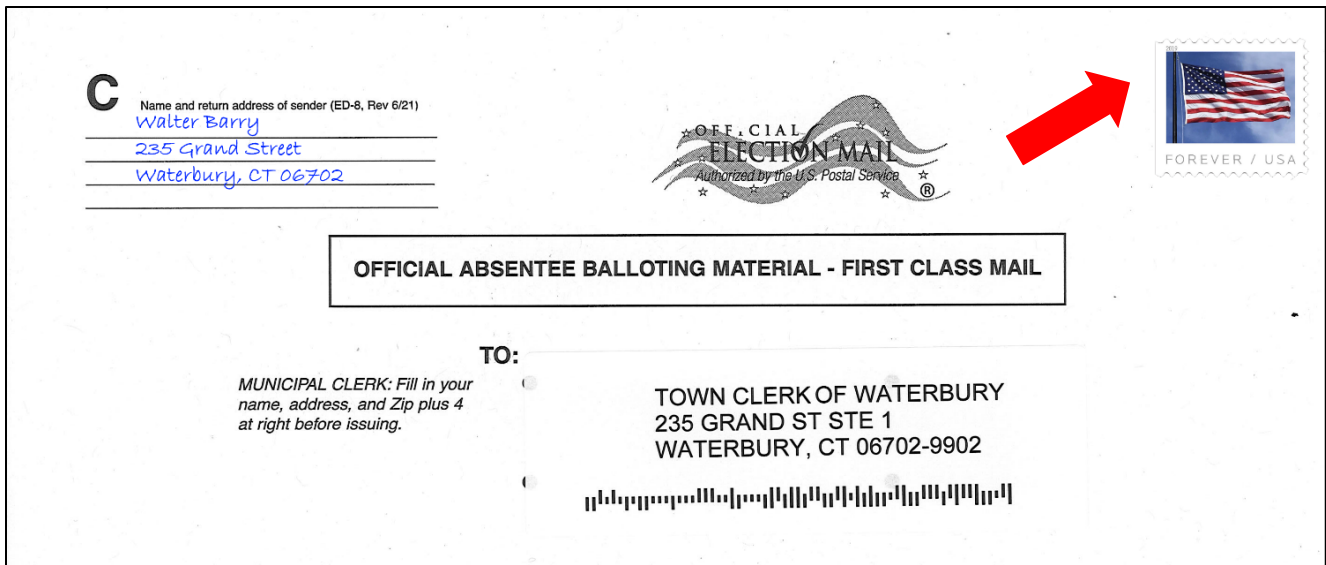 C
Name and return address of sender (ED-8, Rev 6/21)
Walter Barry
235 Grand Street
Waterbury, CT 06702
OFFICIAL
ELECTION MAIL
Authorized by the U.S. Postal Service
®
2019
FOREVER / USA
OFFICIAL ABSENTEE BALLOTING MATERIAL - FIRST CLASS MAIL
TO:
MUNICIPAL CLERK: Fill in your
name, address, and Zip plus 4
at right before issuing.
TOWN CLERK OF WATERBURY
235 GRAND ST STE 1
WATERBURY, CT 06702-9902